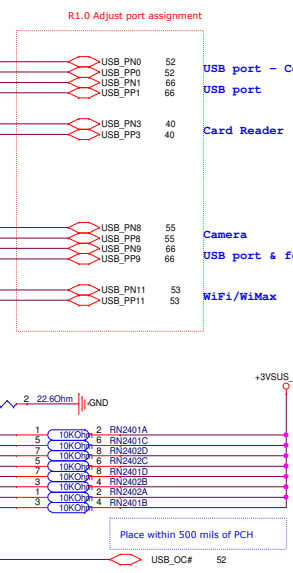 R1.0 Adjust port assignment
USB_PN0 52
USB_PP0 52 USB port - C
USB_PN1 66
USB_PP1 66 USB port
USB_PN3 40
USB_PP3 40 Card Reader
USB_PN8 55
USB_PP8 55 Camera
USB_PN9 66
USB_PP9 66 USB port & f
USB_PN11 53
USB_PP11 53 WiFi/WiMax
+3VSUS_
2 22.6Ohm GND
1 10KOhm 2 RN2401A
5 10KOhm 6 RN2401C
7 10KOhm 8 RN2402D
5 10KOhm 6 RN2402C
7 10KOhm 8 RN2401D
3 10KOhm 4 RN2402B
1 10KOhm 2 RN2402A
3 10KOhm 4 RN2401B
Place within 500 mils of PCH
USB_OC# 52